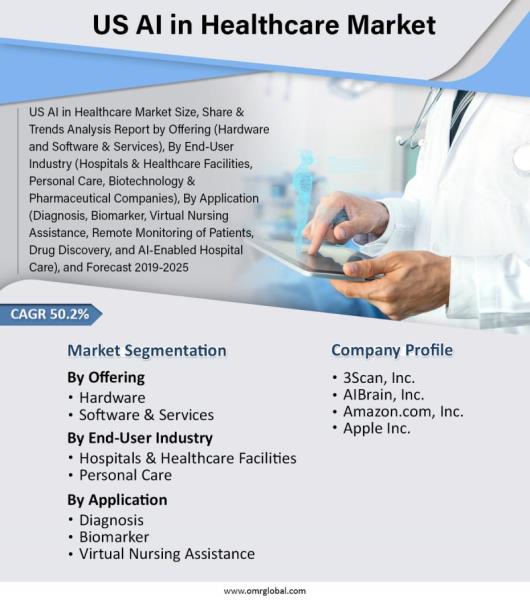 US AI in Healthcare Market
US AI in Healthcare Market Size, Share &
Trends Analysis Report by Offering (Hardware
and Software & Services), By End-User
Industry (Hospitals & Healthcare Facilities,
Personal Care, Biotechnology &
Pharmaceutical Companies), By Application
(Diagnosis, Biomarker, Virtual Nursing
Assistance, Remote Monitoring of Patients,
Drug Discovery, and AI-Enabled Hospital
Care), and Forecast 2019-2025
CAGR 50.2%
Market Segmentation
By Offering
• Hardware
• Software & Services
By End-User Industry
• Hospitals & Healthcare Facilities
• Personal Care
By Application
• Diagnosis
• Biomarker
• Virtual Nursing Assistance
Company Profile
• 3Scan, Inc.
• AIBrain, Inc.
• Amazon.com, Inc.
• Apple Inc.
www.omrglobal.com